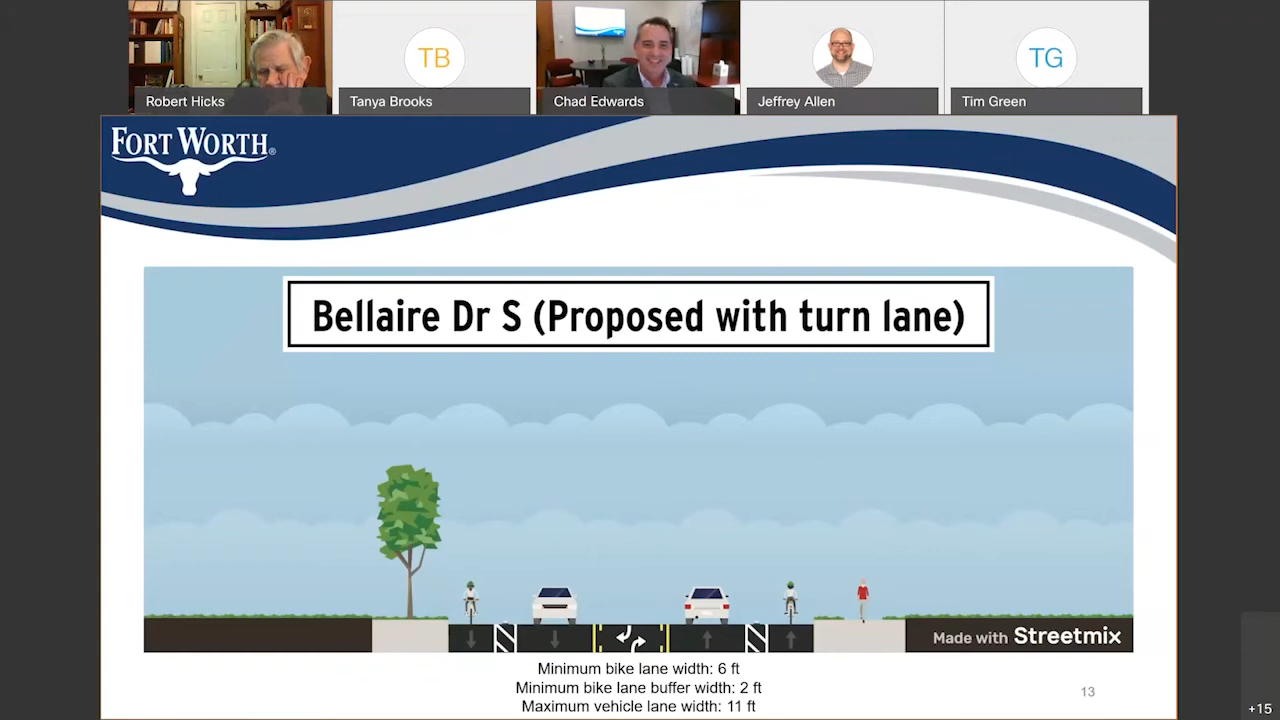 Robert Hicks
TB
Tanya Brooks
Chad Edwards
Jeffrey Allen
TG
Tim Green
FORT WORTH®
Bellaire Dr S (Proposed with turn lane)
Made with Streetmix
Minimum bike lane width: 6 ft
Minimum bike lane buffer width: 2 ft
Maximum vehicle lane width: 11 ft
13
+15